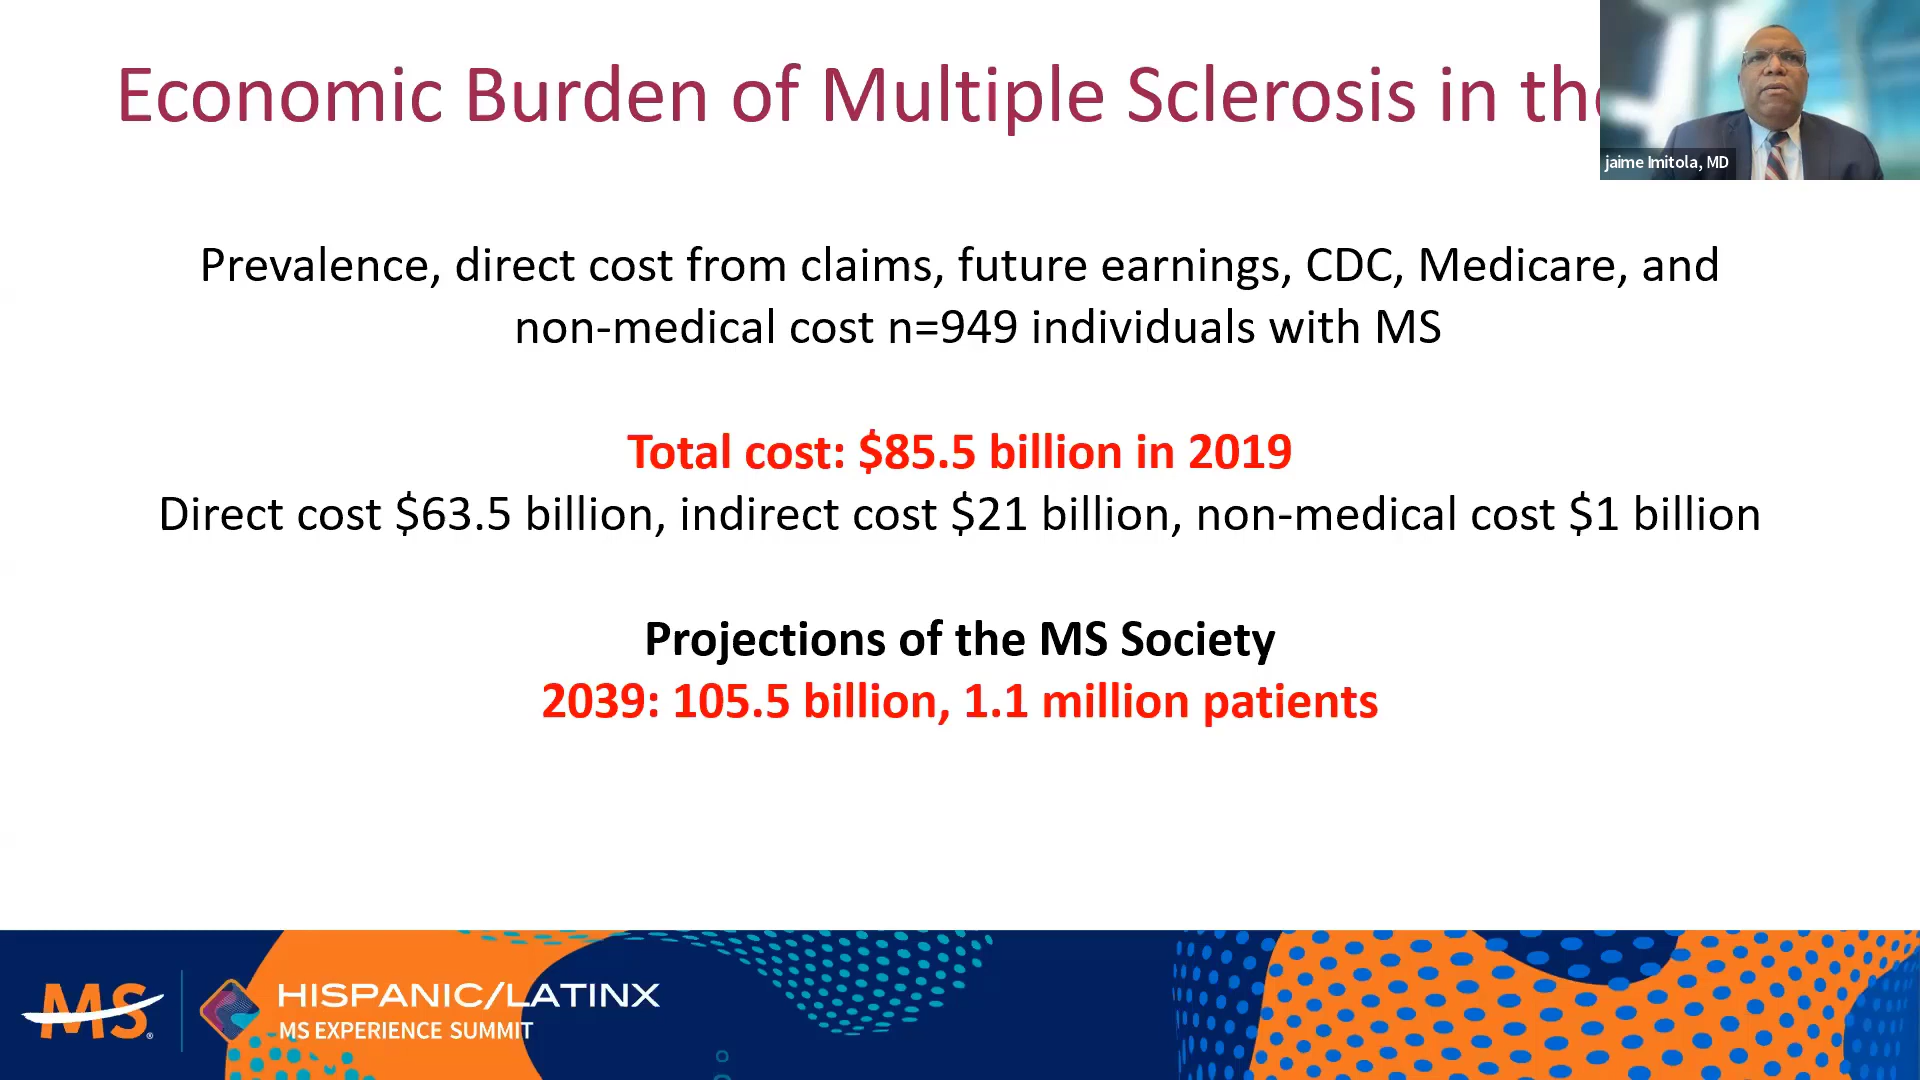 Economic Burden of Multiple Sclerosis in the
jaime Imitola, MD
Prevalence, direct cost from claims, future earnings, CDC, Medicare, and
non-medical cost n=949 individuals with MS
Total cost: $85.5 billion in 2019
Direct cost $63.5 billion, indirect cost $21 billion, non-medical cost $1 billion
Projections of the MS Society
2039: 105.5 billion, 1.1 million patients
MS®
HISPANIC/LATINX
MS EXPERIENCE SUMMIT